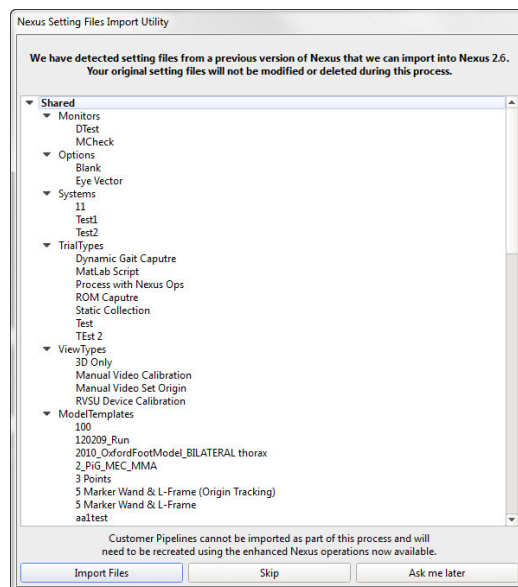 Nexus Setting Files Import Utility
We have detected setting files from a previous version of Nexus that we can import into Nexus 2.6.
Your original setting files will not be modified or deleted during this process.
Shared
Monitors
DTest
MCheck
Options
Blank
Eye Vector
Systems
11
Test1
Test2
TrialTypes
Dynamic Gait Caputre
MatLab Script
Process with Nexus Ops
ROM Caputre
Static Collection
Test
TEst 2
ViewTypes
3D Only
Manual Video Calibration
Manual Video Set Origin
RVSU Device Calibration
ModelTemplates
100
120209_Run
2010_OxfordFootModel_BILATERAL thorax
2_PiG_MEC_MMA
3 Points
5 Marker Wand & L-Frame (Origin Tracking)
5 Marker Wand & L-Frame
aa1test
Customer Pipelines cannot be imported as part of this process and will
need to be recreated using the enhanced Nexus operations now available.
Import Files
Skip
Ask me later